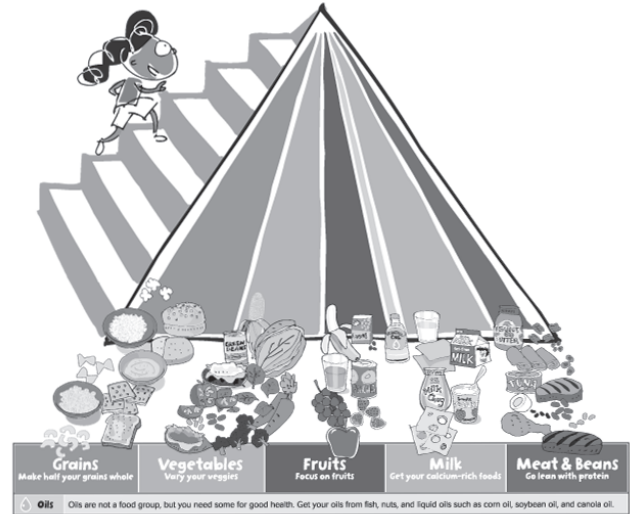 GREEN BEANS
MILK
PEANUT BUTTER
TUNA
Grains
Make half your grains whole
Vegetables
Vary your veggies
Fruits
Focus on fruits
Milk
Get your calcium-rich foods
Meat & Beans
Go lean with protein
Oils Oils are not a food group, but you need some for good health. Get your oils from fish, nuts, and liquid oils such as corn oil, soybean oil, and canola oil.